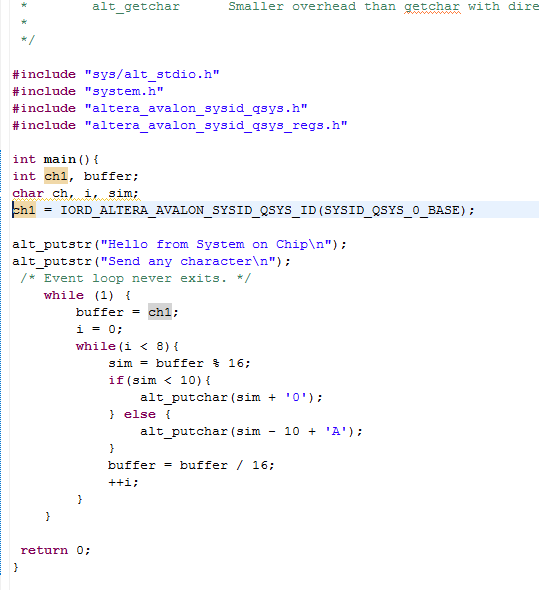 *        alt_getchar      Smaller overhead than getchar with dire
*
*/
#include "sys/alt_stdio.h"
#include "system.h"
#include "altera_avalon_sysid_qsys.h"
#include "altera_avalon_sysid_qsys_regs.h"
int main(){
int ch1, buffer;
char ch, i, sim;
ch1 = IORD_ALTERA_AVALON_SYSID_QSYS_ID(SYSID_QSYS_0_BASE);
alt_putstr("Hello from System on Chip\n");
alt_putstr("Send any character\n");
 /* Event loop never exits. */
    while (1) {
        buffer = ch1;
        i = 0;
        while(i < 8){
            sim = buffer % 16;
            if(sim < 10){
                alt_putchar(sim + '0');
            } else {
                alt_putchar(sim - 10 + 'A');
            }
            buffer = buffer / 16;
            ++i;
        }
    }
 return 0;
}